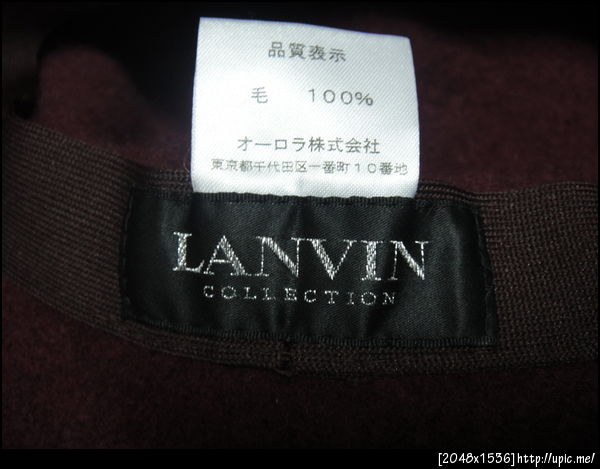 品質表示
毛 100%
オーロラ株式会社
東京都千代田区一番町10番地
LANVIN
COLLECTION
[2048x1536]http://upic.me/